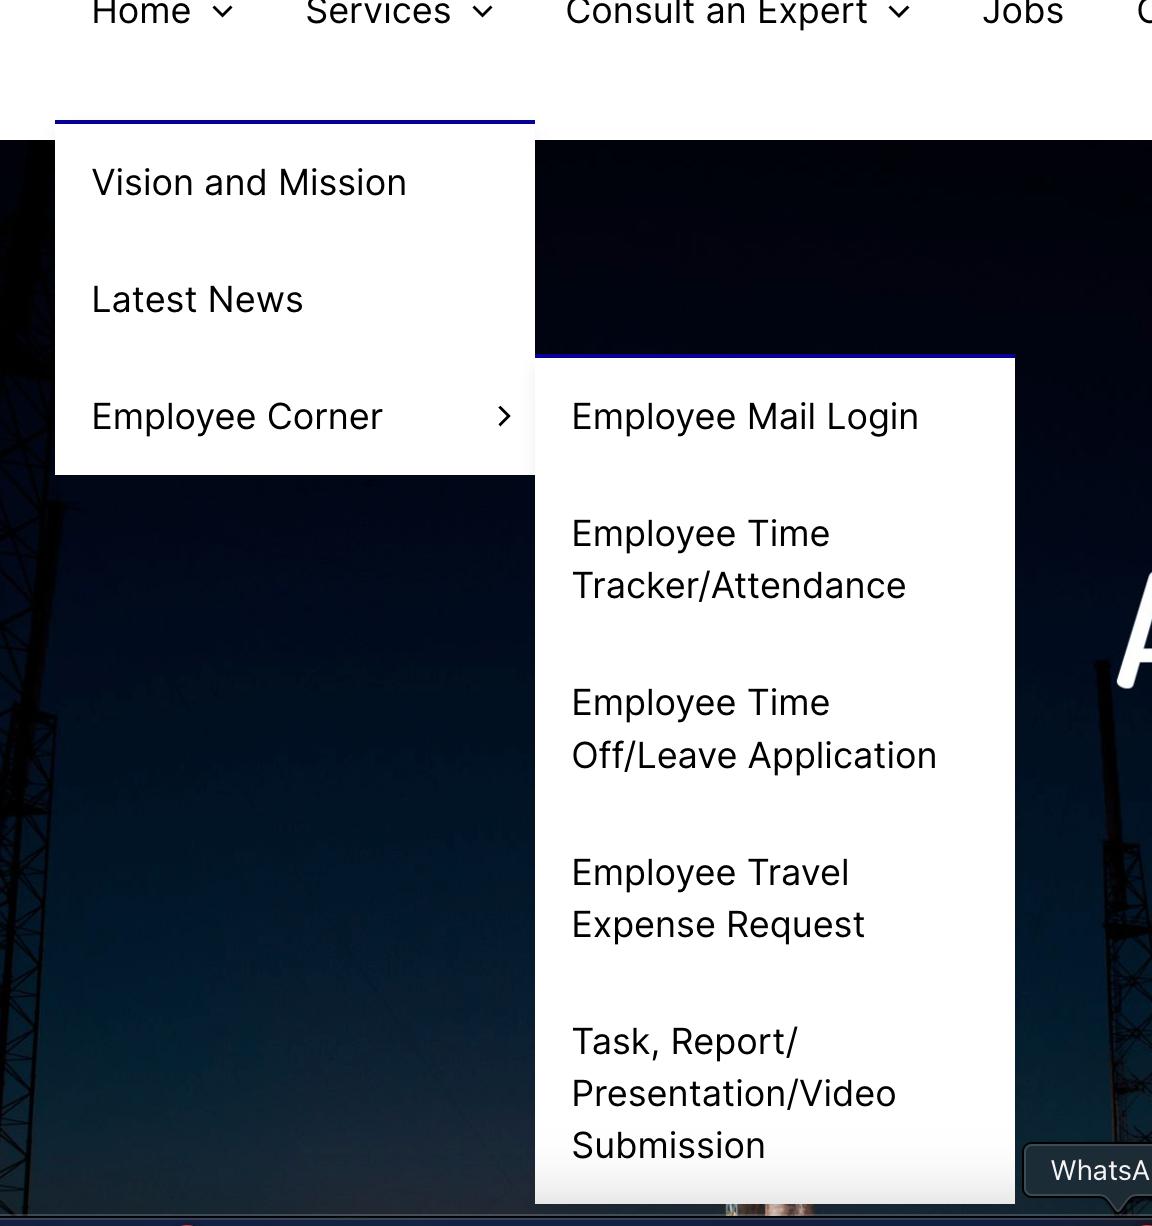 Home
Services
Consult an Expert
Jobs
Vision and Mission
Latest News
Employee Corner
Employee Mail Login
Employee Time
Tracker/Attendance
Employee Time
Off/Leave Application
Employee Travel
Expense Request
Task, Report/
Presentation/Video
Submission
WhatsA